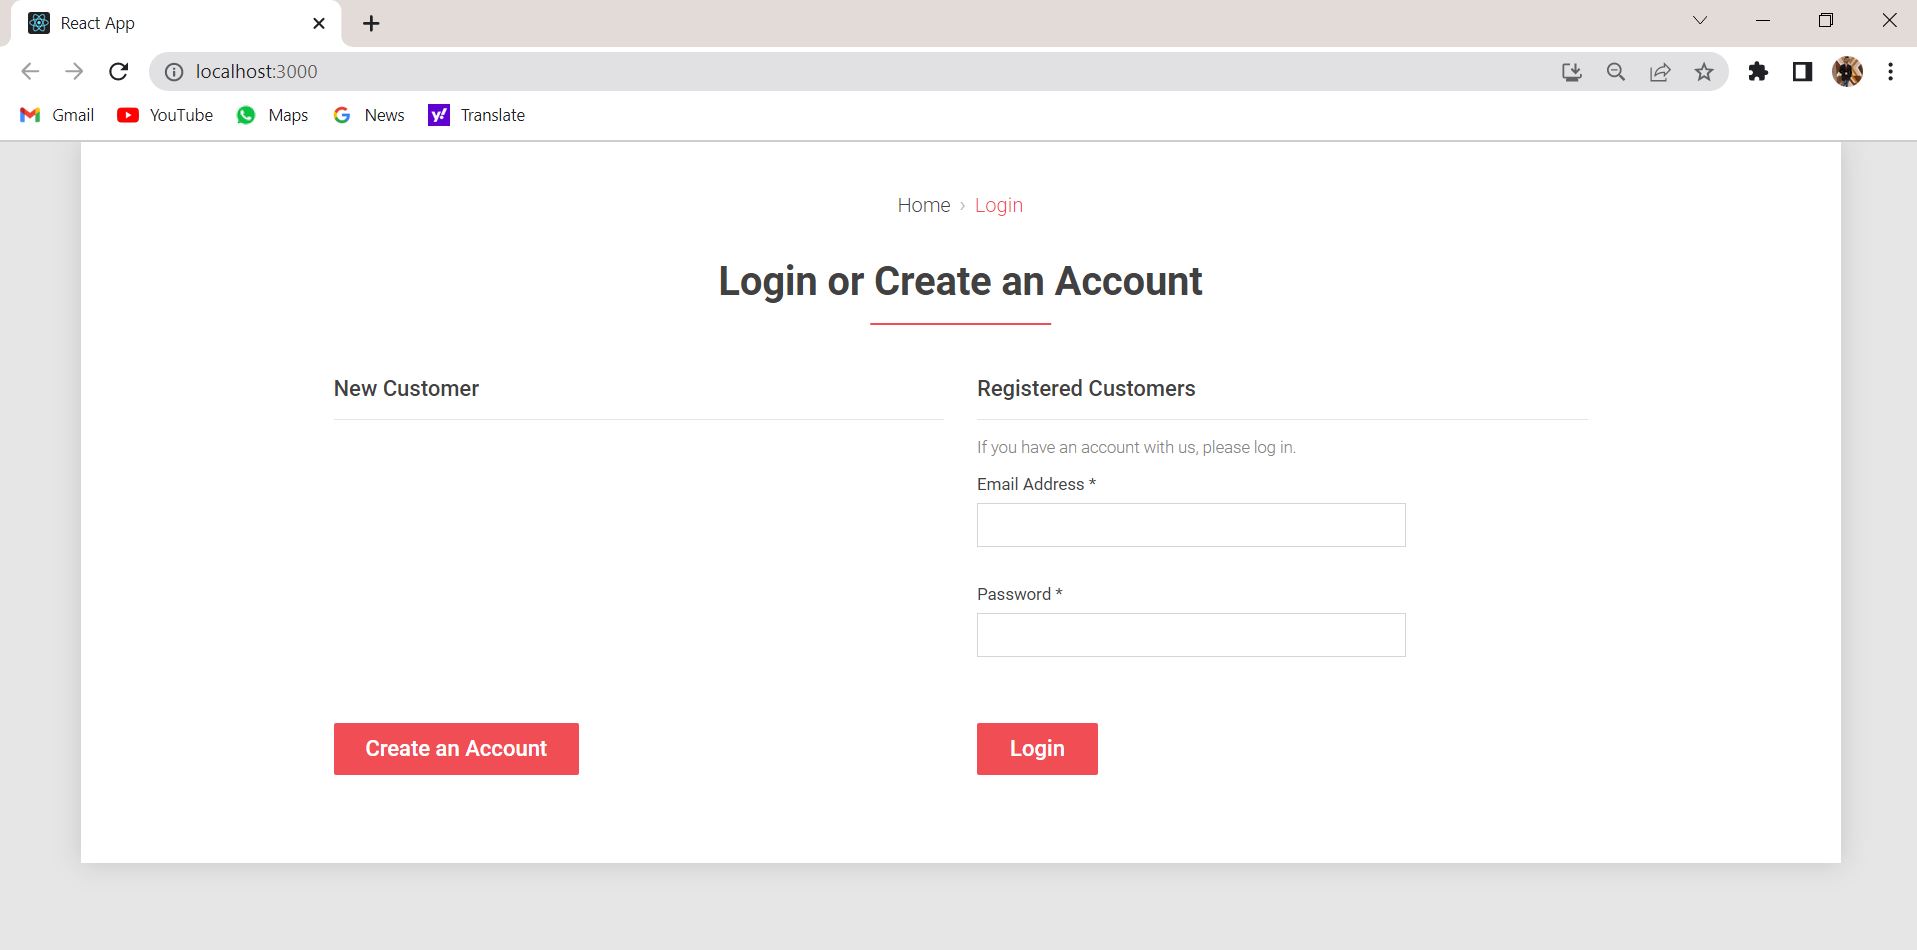 React App
localhost:3000
Gmail YouTube Maps News y! Translate
Home › Login
Login or Create an Account
New Customer
Registered Customers
If you have an account with us, please log in.
Email Address *
Password *
Create an Account
Login